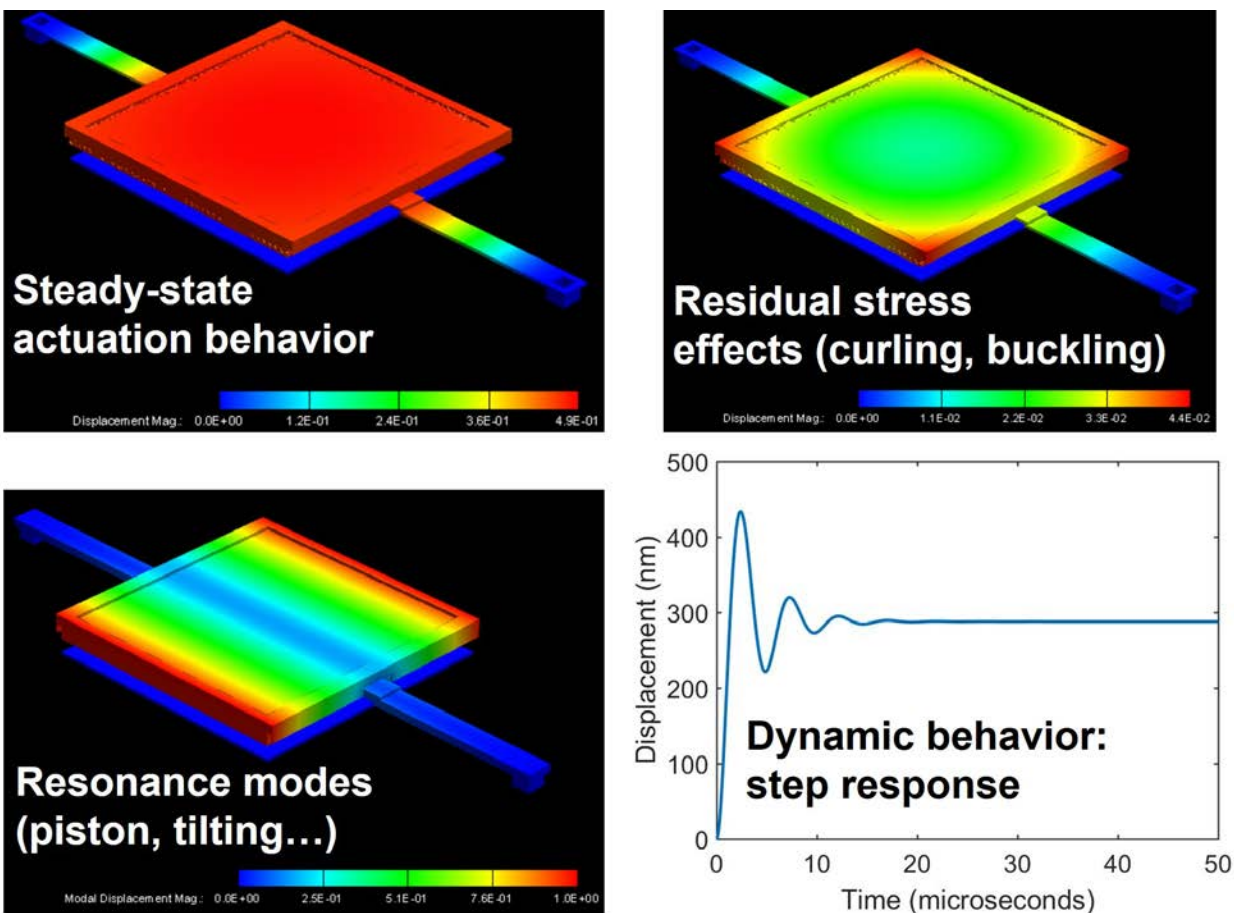 Steady-state
actuation behavior
Displacement Mag.: 0.0E+00 1.2E-01 2.4E-01 3.6E-01 4.9E-01
Residual stress
effects (curling, buckling)
Displacement Mag.: 0.0E+00 1.1E-02 2.2E-02 3.3E-02 4.4E-02
Resonance modes
(piston, tilting…)
Modal Displacement Mag.: 0.0E+00 2.5E-01 5.1E-01 7.6E-01 1.0E+00
500
400
300
200
100
0
Displacement (nm)
Dynamic behavior:
step response
0 10 20 30 40 50
Time (microseconds)